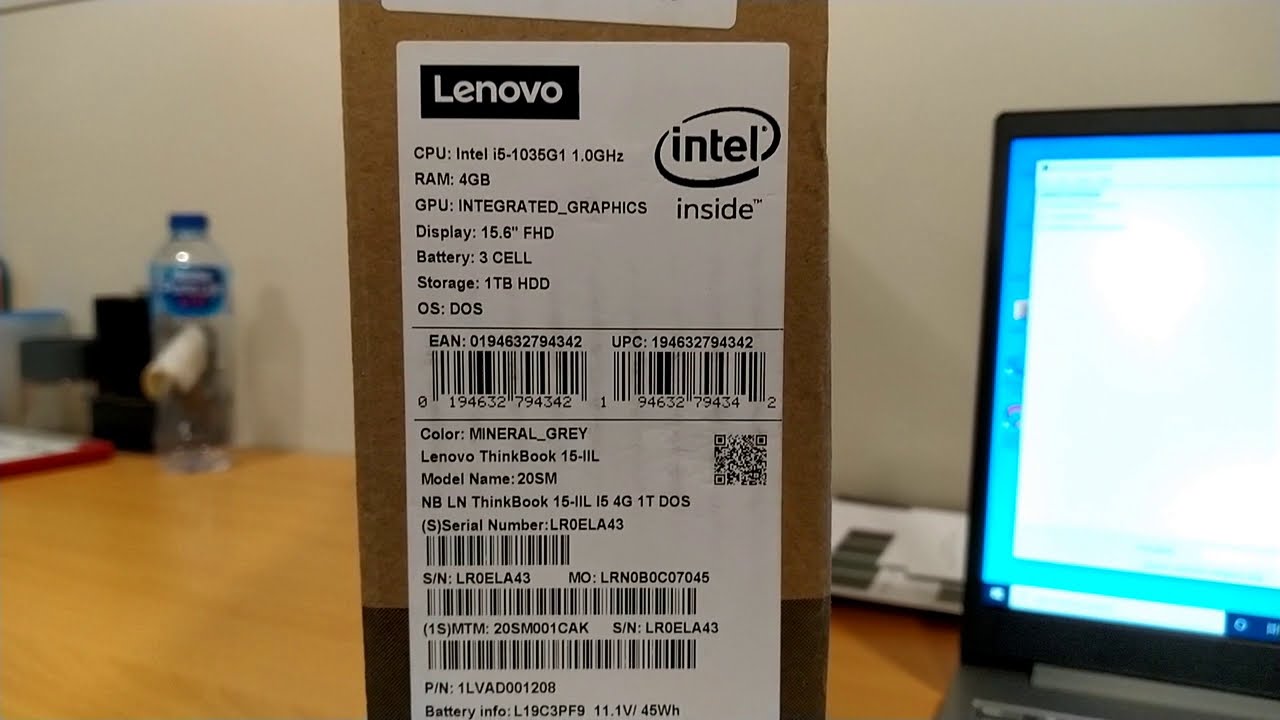 Lenovo
intel
inside™
CPU: Intel i5-1035G1 1.0GHz
RAM: 4GB
GPU: INTEGRATED_GRAPHICS
Display: 15.6" FHD
Battery: 3 CELL
Storage: 1TB HDD
OS: DOS
EAN: 0194632794342 UPC: 194632794342
0 194632 794342 1 94632 79434 2
Color: MINERAL_GREY
Lenovo ThinkBook 15-IIL
Model Name: 20SM
NB LN ThinkBook 15-IIL I5 4G 1T DOS
(S)Serial Number:LR0ELA43
S/N: LR0ELA43 MO: LRN0B0C07045
(1S)MTM: 20SM001CAK S/N: LR0ELA43
P/N: 1LVAD001208
Battery info: L19C3PF9 11.1V/ 45Wh